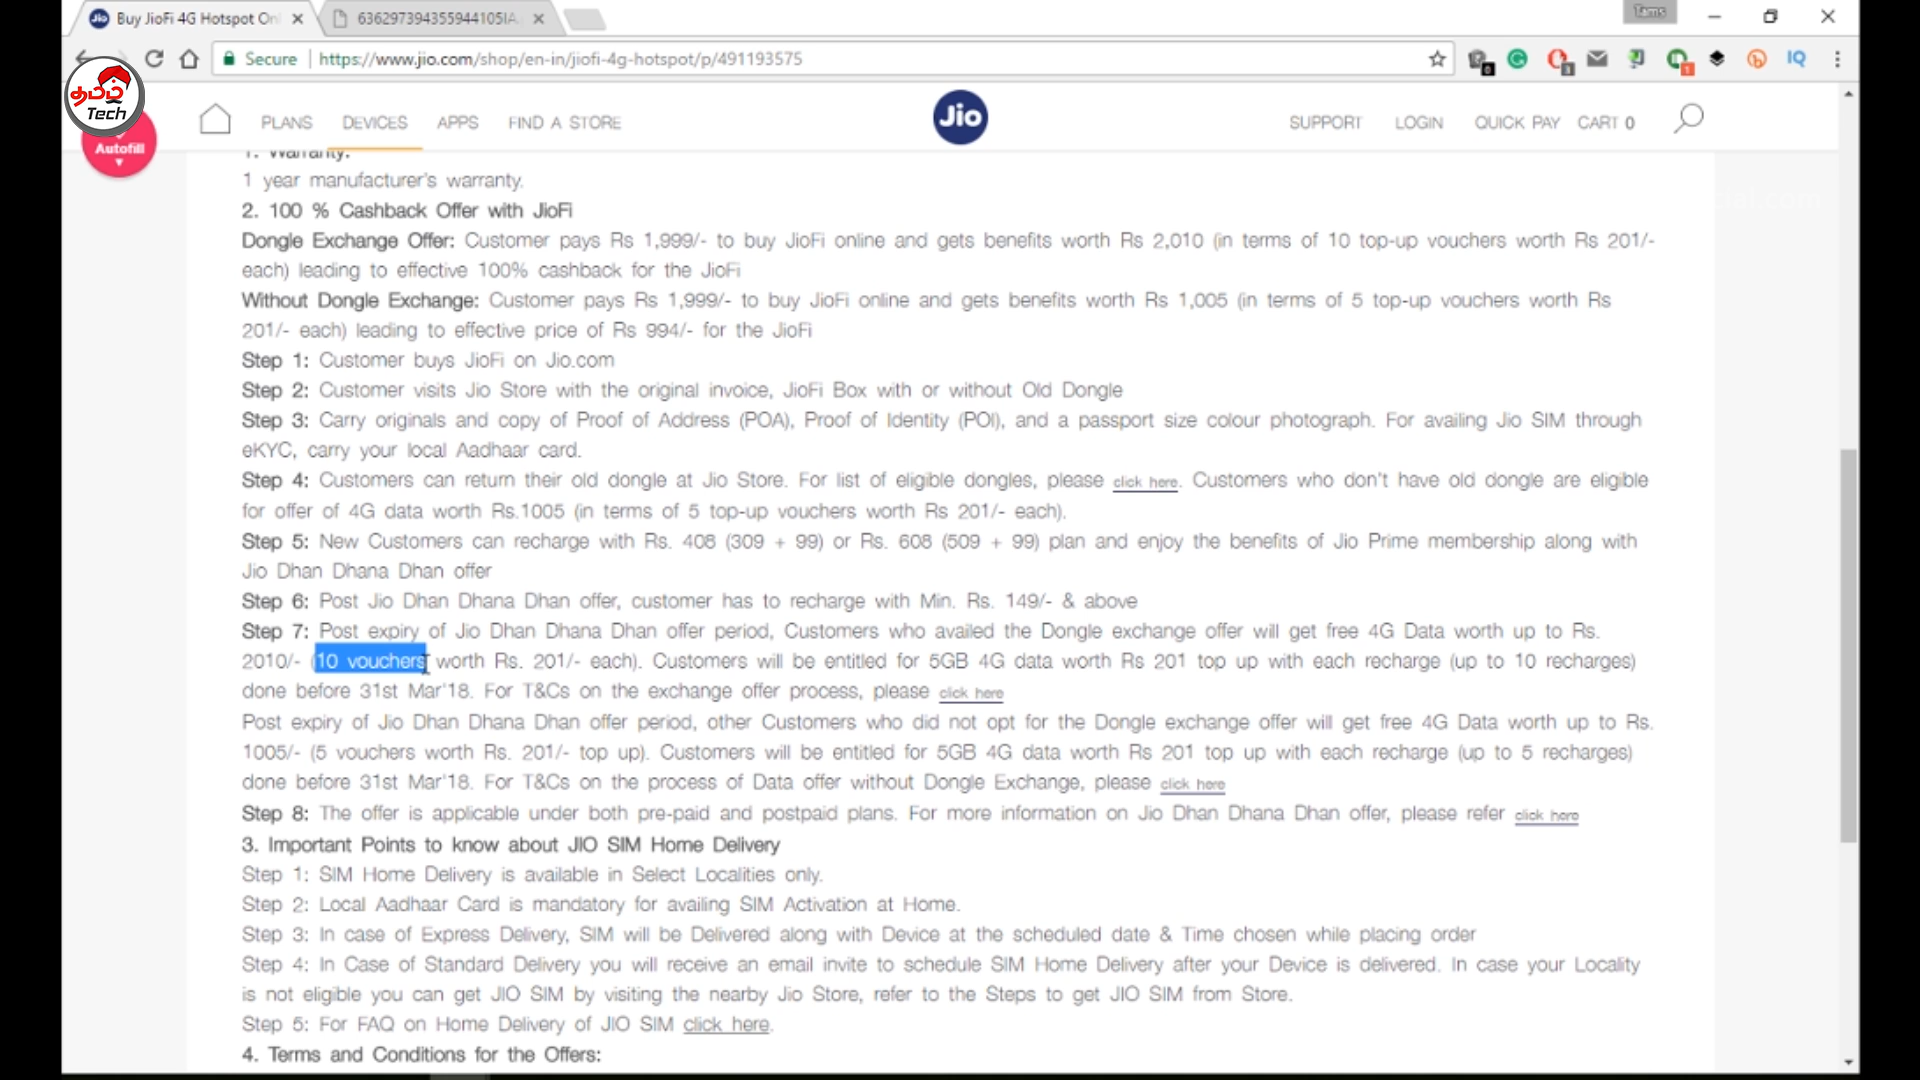 Buy JioFi 4G Hotspot Onl
636297394355944105IA.
Tams
Secure
https://www.jio.com/shop/en-in/jiofi-4g-hotspot/p/491193575
IQ
தமிழ்
Tech
Autofill
PLANS
DEVICES
APPS
FIND A STORE
Jio
SUPPORT
LOGIN
QUICK PAY
CART 0
1. Warranty:
1 year manufacturer's warranty.
2. 100 % Cashback Offer with JioFi
Dongle Exchange Offer: Customer pays Rs 1,999/- to buy JioFi online and gets benefits worth Rs 2,010 (in terms of 10 top-up vouchers worth Rs 201/-
each) leading to effective 100% cashback for the JioFi
Without Dongle Exchange: Customer pays Rs 1,999/- to buy JioFi online and gets benefits worth Rs 1,005 (in terms of 5 top-up vouchers worth Rs
201/- each) leading to effective price of Rs 994/- for the JioFi
Step 1: Customer buys JioFi on Jio.com
Step 2: Customer visits Jio Store with the original invoice, JioFi Box with or without Old Dongle
Step 3: Carry originals and copy of Proof of Address (POA), Proof of Identity (POI), and a passport size colour photograph. For availing Jio SIM through
eKYC, carry your local Aadhaar card.
Step 4: Customers can return their old dongle at Jio Store. For list of eligible dongles, please click here. Customers who don't have old dongle are eligible
for offer of 4G data worth Rs.1005 (in terms of 5 top-up vouchers worth Rs 201/- each).
Step 5: New Customers can recharge with Rs. 408 (309 + 99) or Rs. 608 (509 + 99) plan and enjoy the benefits of Jio Prime membership along with
Jio Dhan Dhana Dhan offer
Step 6: Post Jio Dhan Dhana Dhan offer, customer has to recharge with Min. Rs. 149/- & above
Step 7: Post expiry of Jio Dhan Dhana Dhan offer period, Customers who availed the Dongle exchange offer will get free 4G Data worth up to Rs.
2010/- (10 vouchers worth Rs. 201/- each). Customers will be entitled for 5GB 4G data worth Rs 201 top up with each recharge (up to 10 recharges)
done before 31st Mar'18. For T&Cs on the exchange offer process, please click here
Post expiry of Jio Dhan Dhana Dhan offer period, other Customers who did not opt for the Dongle exchange offer will get free 4G Data worth up to Rs.
1005/- (5 vouchers worth Rs. 201/- top up). Customers will be entitled for 5GB 4G data worth Rs 201 top up with each recharge (up to 5 recharges)
done before 31st Mar'18. For T&Cs on the process of Data offer without Dongle Exchange, please click here
Step 8: The offer is applicable under both pre-paid and postpaid plans. For more information on Jio Dhan Dhana Dhan offer, please refer click here
3. Important Points to know about JIO SIM Home Delivery
Step 1: SIM Home Delivery is available in Select Localities only.
Step 2: Local Aadhaar Card is mandatory for availing SIM Activation at Home.
Step 3: In case of Express Delivery, SIM will be Delivered along with Device at the scheduled date & Time chosen while placing order
Step 4: In Case of Standard Delivery you will receive an email invite to schedule SIM Home Delivery after your Device is delivered. In case your Locality
is not eligible you can get JIO SIM by visiting the nearby Jio Store, refer to the Steps to get JIO SIM from Store.
Step 5: For FAQ on Home Delivery of JIO SIM click here.
4. Terms and Conditions for the Offers: